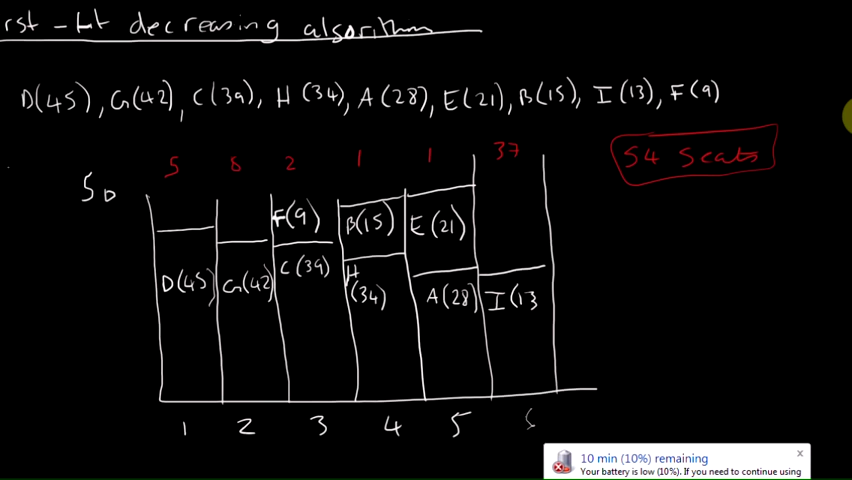 rst-fit decreasing algorithm
D(45), G(42), C(39), H(34), A(28), E(21), B(15), I(13), F(9)
5 8 2 1 1 37
54 Seats
50
F(9) B(15) E(21)
D(45) G(42) C(39) H(34) A(28) I(13
1 2 3 4 5 6
10 min (10%) remaining
Your battery is low (10%). If you need to continue using